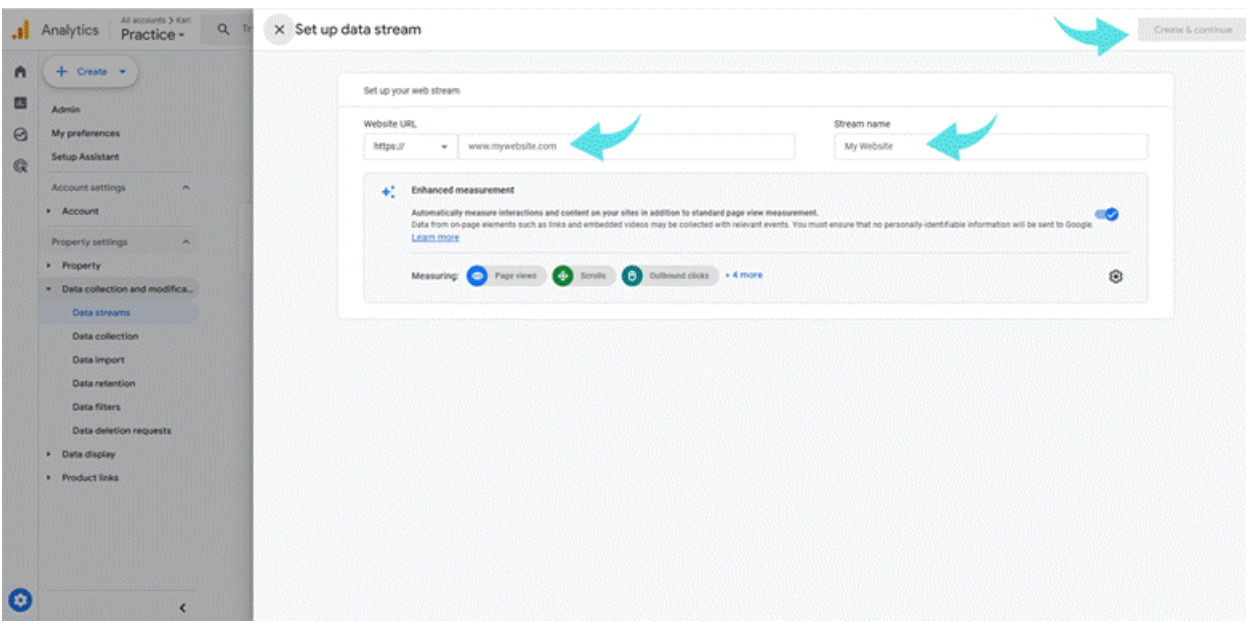 Analytics
All accounts > Karl
Practice
Set up data stream
Create & continue
Create
Admin
My preferences
Setup Assistant
Account settings
Account
Property settings
Property
Data collection and modifica...
Data streams
Data collection
Data import
Data retention
Data filters
Data deletion requests
Data display
Product links
Set up your web stream
Website URL
Stream name
https://
www.mywebsite.com
My Website
Enhanced measurement
Automatically measure interactions and content on your sites in addition to standard page view measurement.
Data from on-page elements such as links and embedded videos may be collected with relevant events. You must ensure that no personally-identifiable information will be sent to Google.
Learn more
Measuring:
Page views
Scrolls
Outbound clicks
+ 4 more